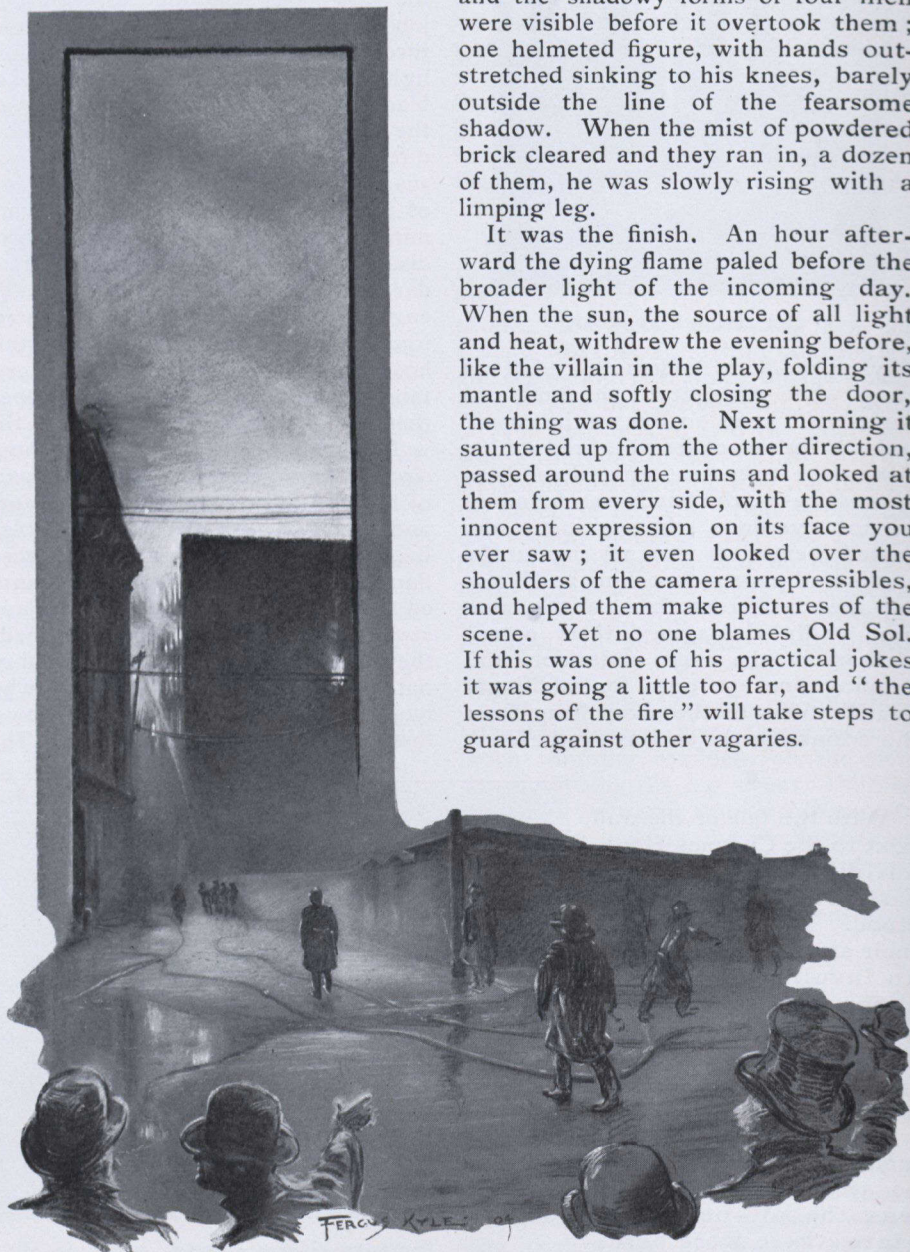 and the shadowy forms of four men
were visible before it overtook them ;
one helmeted figure, with hands out-
stretched sinking to his knees, barely
outside the line of the fearsome
shadow. When the mist of powdered
brick cleared and they ran in, a dozen
of them, he was slowly rising with a
limping leg.
It was the finish. An hour after-
ward the dying flame paled before the
broader light of the incoming day.
When the sun, the source of all light
and heat, withdrew the evening before,
like the villain in the play, folding its
mantle and softly closing the door,
the thing was done. Next morning it
sauntered up from the other direction,
passed around the ruins and looked at
them from every side, with the most
innocent expression on its face you
ever saw ; it even looked over the
shoulders of the camera irrepressibles,
and helped them make pictures of the
scene. Yet no one blames Old Sol.
If this was one of his practical jokes
it was going a little too far, and “ the
lessons of the fire ” will take steps to
guard against other vagaries.
FERGUS KYLE 04